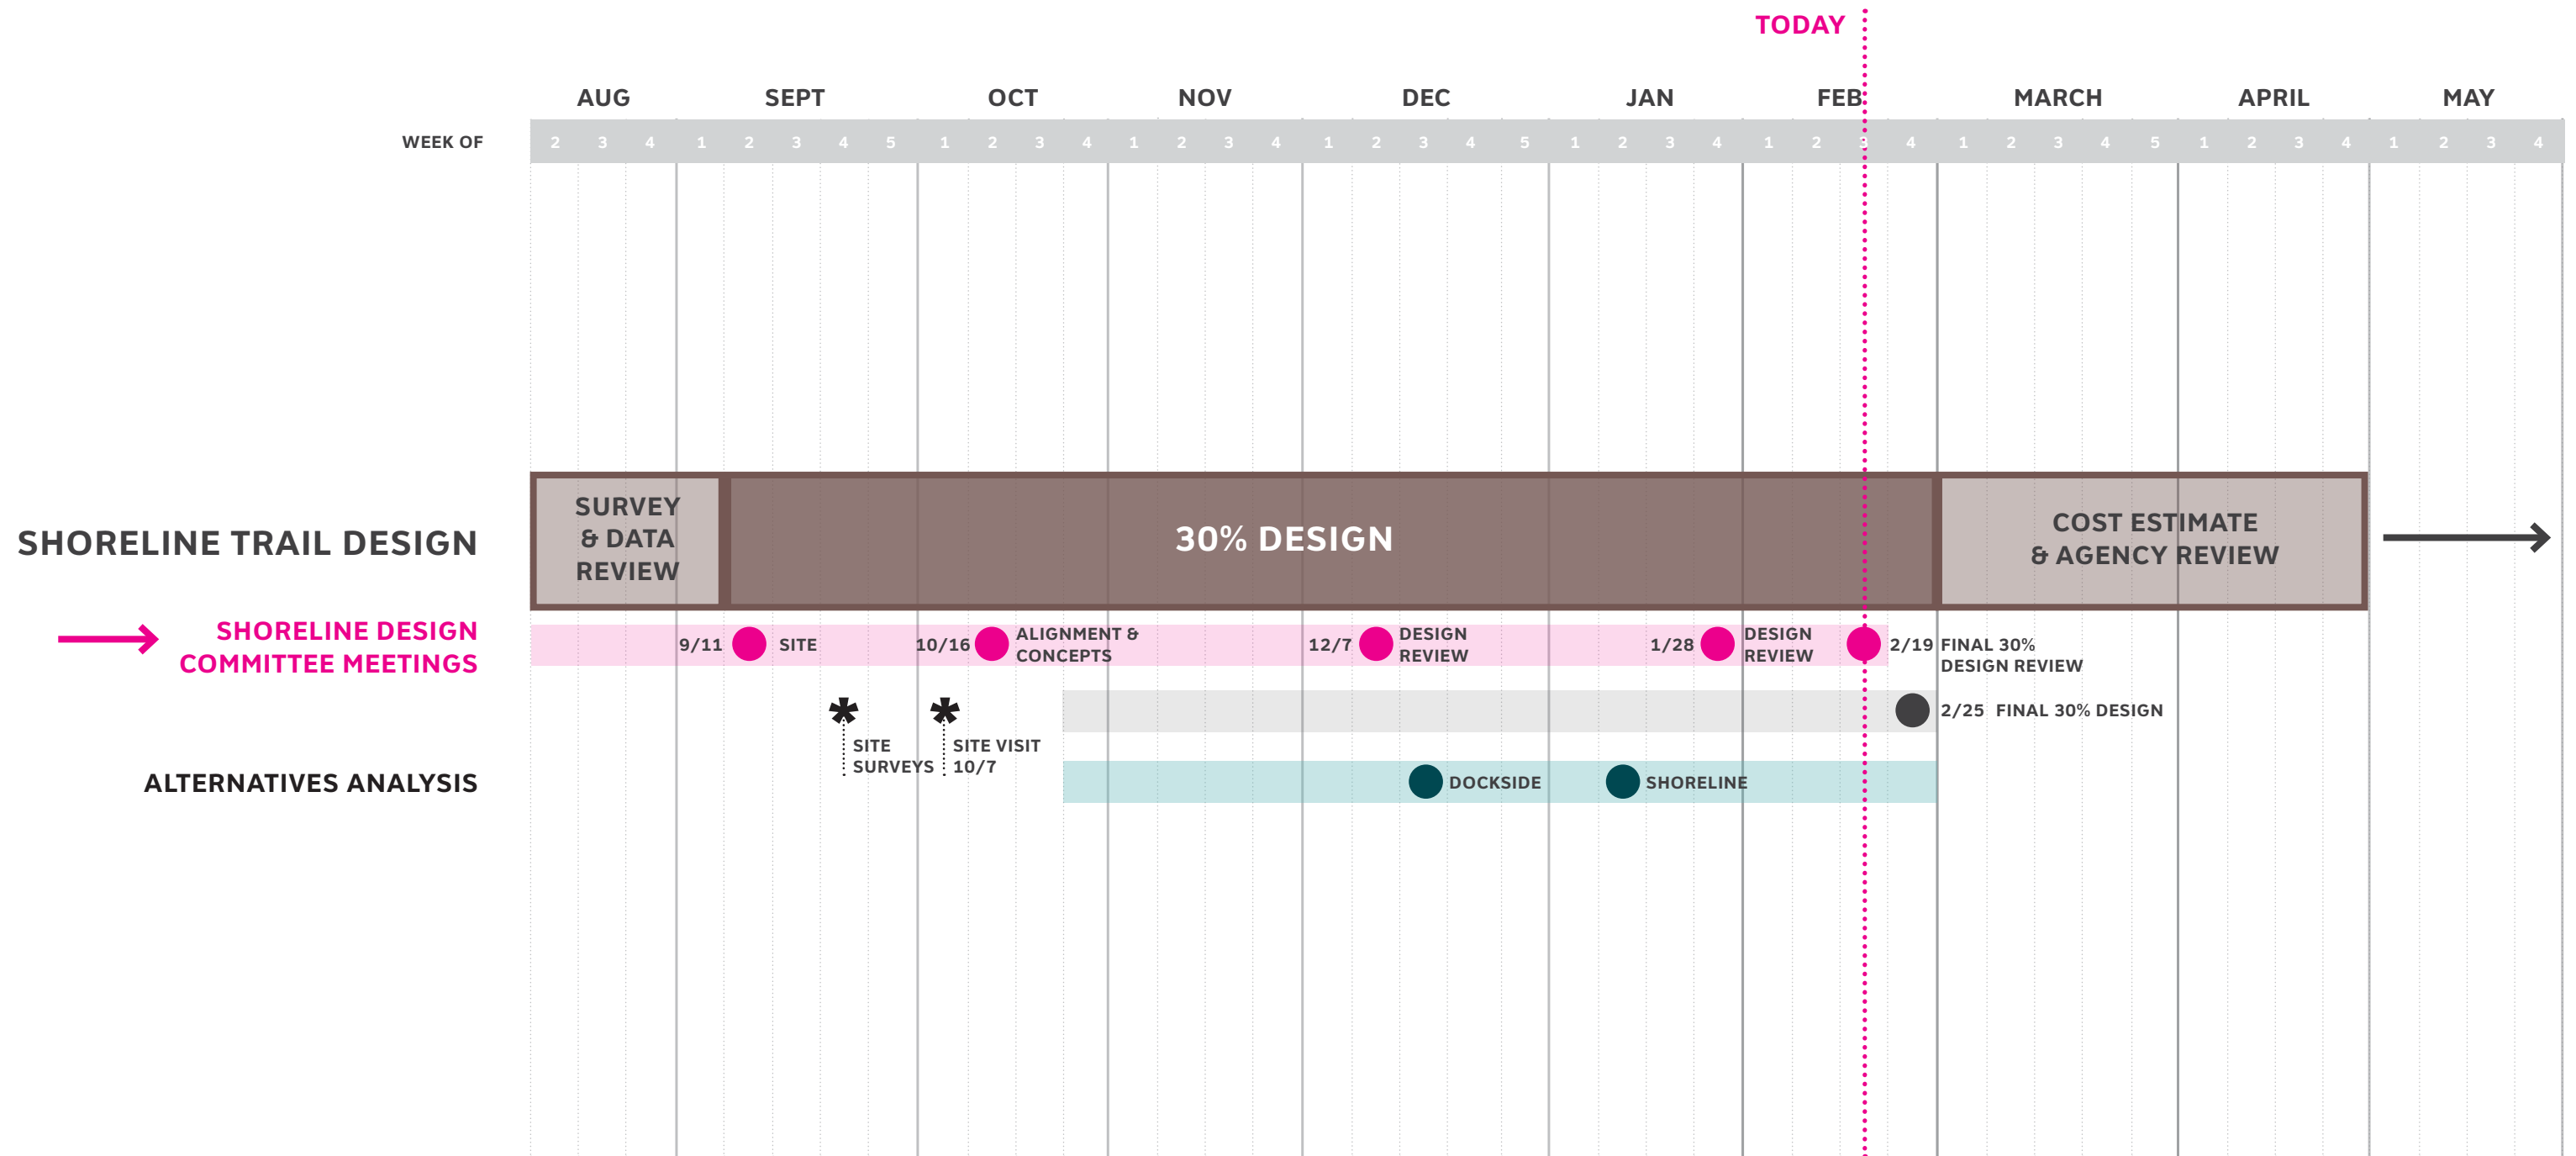 TODAY
AUG SEPT OCT NOV DEC JAN FEB MARCH APRIL MAY
WEEK OF 2 3 4 1 2 3 4 5 1 2 3 4 1 2 3 4 1 2 3 4 5 1 2 3 4 1 2 3 4 1 2 3 4 5 1 2 3 4 1 2 3 4
SHORELINE TRAIL DESIGN
SURVEY
& DATA
REVIEW
30% DESIGN
COST ESTIMATE
& AGENCY REVIEW
SHORELINE DESIGN
COMMITTEE MEETINGS
9/11 SITE
10/16 ALIGNMENT &
CONCEPTS
12/7 DESIGN
REVIEW
1/28 DESIGN
REVIEW
2/19 FINAL 30%
DESIGN REVIEW
*
SITE
SURVEYS
*
SITE VISIT
10/7
2/25 FINAL 30% DESIGN
ALTERNATIVES ANALYSIS
DOCKSIDE
SHORELINE